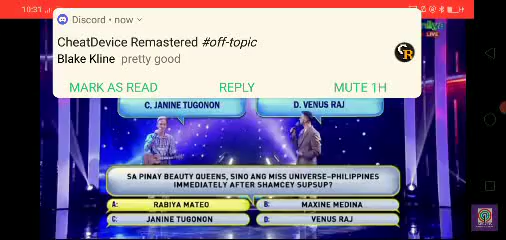 10:31
Discord • now
CheatDevice Remastered #off-topic
Blake Kline pretty good
MARK AS READ REPLY MUTE 1H
LIVE
C. JANINE TUGONON D. VENUS RAJ
SA PINAY BEAUTY QUEENS, SINO ANG MISS UNIVERSE-PHILIPPINES
IMMEDIATELY AFTER SHAMCEY SUPSUP?
A: RABIYA MATEO B: MAXINE MEDINA
C: JANINE TUGONON D: VENUS RAJ